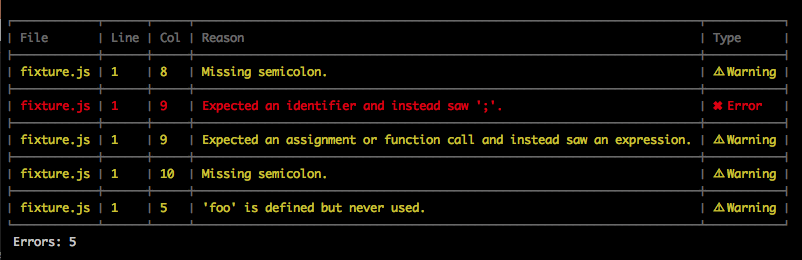 File Line Col Reason Type
fixture.js 1 8 Missing semicolon. ⚠ Warning
fixture.js 1 9 Expected an identifier and instead saw ';'. ✖ Error
fixture.js 1 9 Expected an assignment or function call and instead saw an expression. ⚠ Warning
fixture.js 1 10 Missing semicolon. ⚠ Warning
fixture.js 1 5 'foo' is defined but never used. ⚠ Warning
Errors: 5